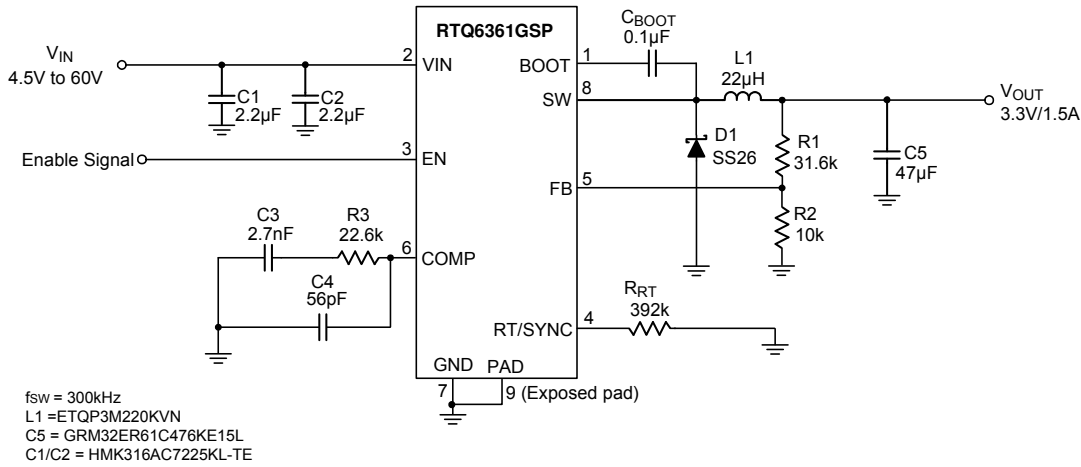 RTQ6361GSP
CBOOT
0.1µF
VIN
4.5V to 60V
2
VIN
BOOT
1
L1
22µH
8
SW
VOUT
3.3V/1.5A
C1
2.2µF
C2
2.2µF
D1
SS26
R1
31.6k
C5
47µF
Enable Signal
3
EN
FB
5
R2
10k
C3
2.7nF
R3
22.6k
6
COMP
C4
56pF
RRT
392k
RT/SYNC
4
GND
PAD
7
9 (Exposed pad)
fSW = 300kHz
L1 =ETQP3M220KVN
C5 = GRM32ER61C476KE15L
C1/C2 = HMK316AC7225KL-TE